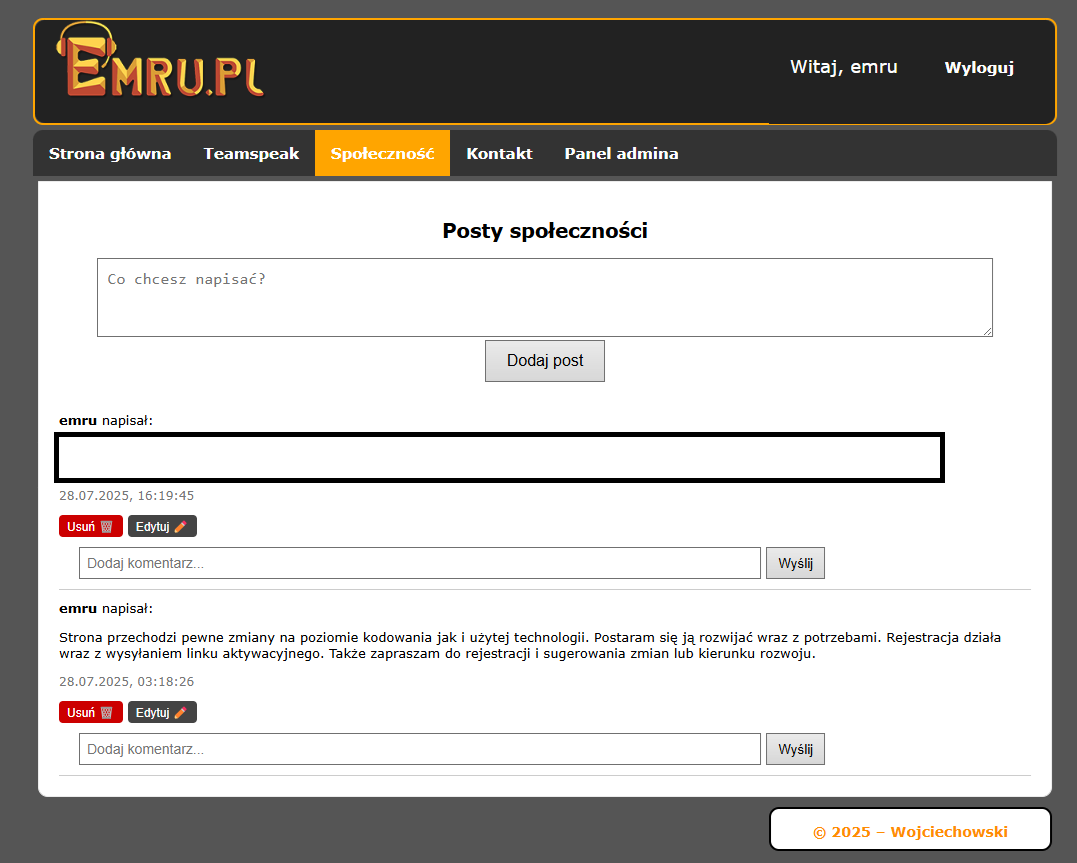 EMRU.PL
Witaj, emru
Wyloguj
Strona główna
Teamspeak
Społeczność
Kontakt
Panel admina
Posty społeczności
Co chcesz napisać?
Dodaj post
emru napisał:
28.07.2025, 16:19:45
Usuń
Edytuj
Dodaj komentarz...
Wyślij
emru napisał:
Strona przechodzi pewne zmiany na poziomie kodowania jak i użytej technologii. Postaram się ją rozwijać wraz z potrzebami. Rejestracja działa
wraz z wysyłaniem linku aktywacyjnego. Także zapraszam do rejestracji i sugerowania zmian lub kierunku rozwoju.
28.07.2025, 03:18:26
Usuń
Edytuj
Dodaj komentarz...
Wyślij
© 2025 – Wojciechowski